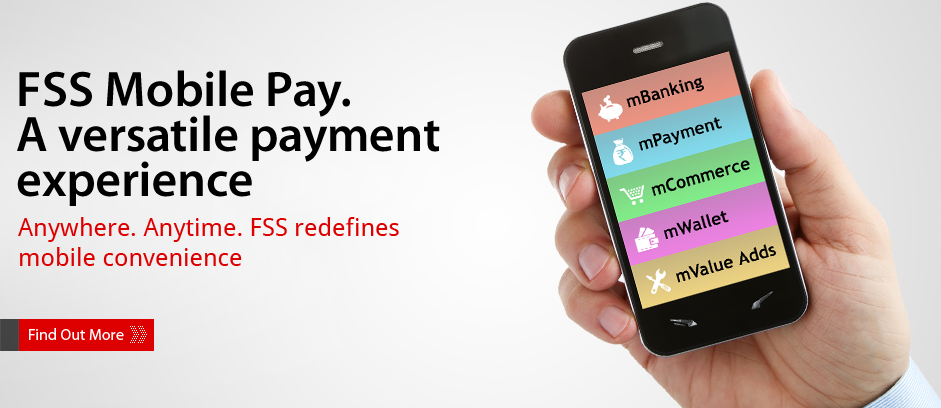 FSS Mobile Pay.
A versatile payment
experience
Anywhere. Anytime. FSS redefines
mobile convenience
Find Out More
mBanking
mPayment
mCommerce
mWallet
mValue Adds